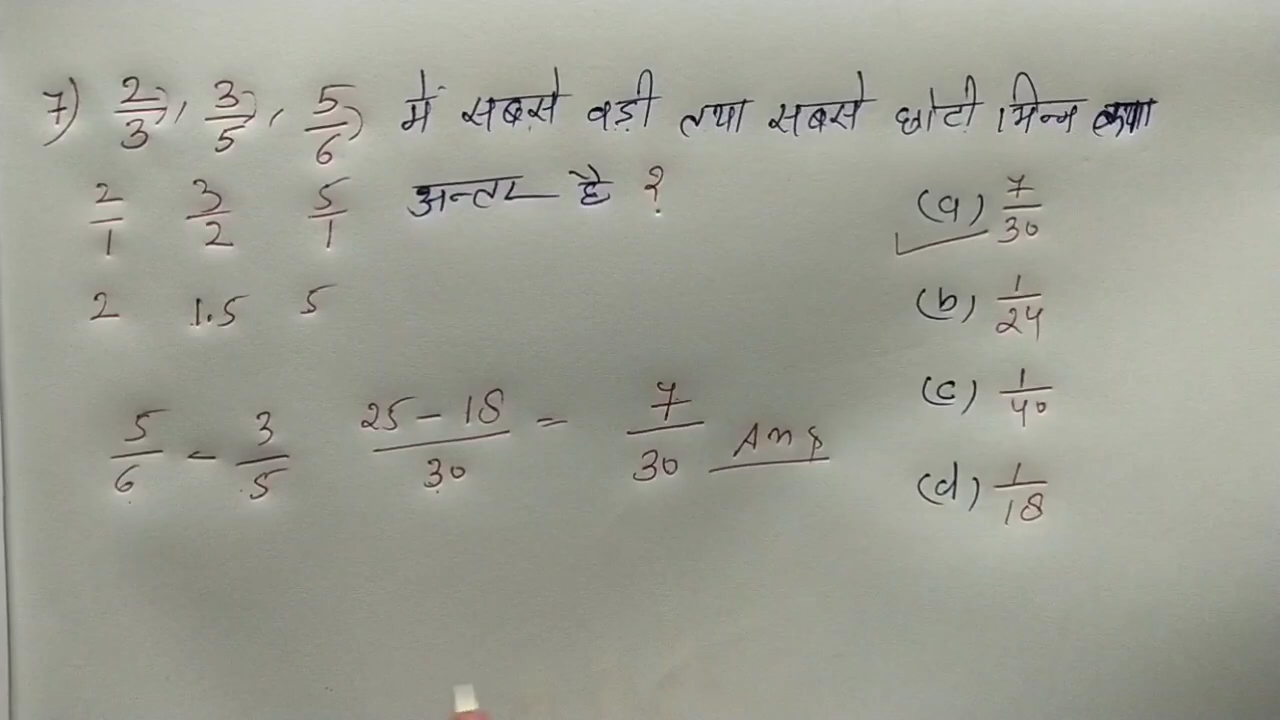 7) 2/3, 3/5, 5/6 में सबसे बड़ी तथा सबसे छोटी भिन्न क्या
अन्तर है ?
2/1 3/2 5/1
2 1.5 5
5/6 - 3/5 25-18/30 = 7/30 Ans
(a) 7/30
(b) 1/24
(c) 1/40
(d) 1/18